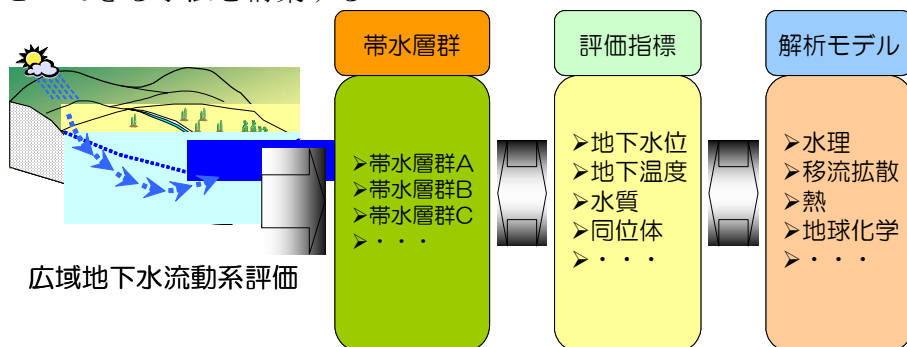 帯水層群
評価指標
解析モデル
➢帯水層群A
➢帯水層群B
➢帯水層群C
➢・・・
➢地下水位
➢地下温度
➢水質
➢同位体
➢・・・
➢水理
➢移流拡散
➢熱
➢地球化学
➢・・・
広域地下水流動系評価